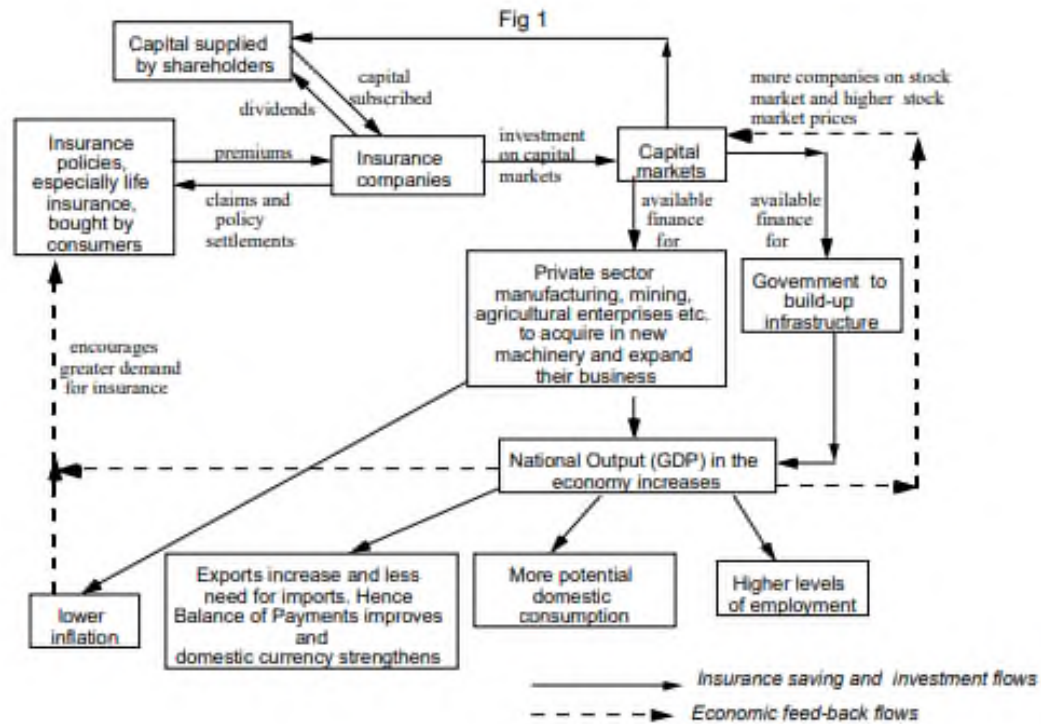 Fig 1
Capital supplied
by shareholders
capital
subscribed
dividends
more companies on stock
market and higher stock
market prices
Insurance
policies,
especially life
insurance,
bought by
consumers
premiums
claims and
policy
settlements
Insurance
companies
investment
on capital
markets
Capital
markets
available
finance
for
available
finance
for
Private sector
manufacturing, mining,
agricultural enterprises etc.
to acquire in new
machinery and expand
their business
Government to
build-up
infrastructure
encourages
greater demand
for insurance
National Output (GDP) in the
economy increases
lower
inflation
Exports increase and less
need for imports. Hence
Balance of Payments improves
and
domestic currency strengthens
More potential
domestic
consumption
Higher levels
of employment
Insurance saving and investment flows
Economic feed-back flows